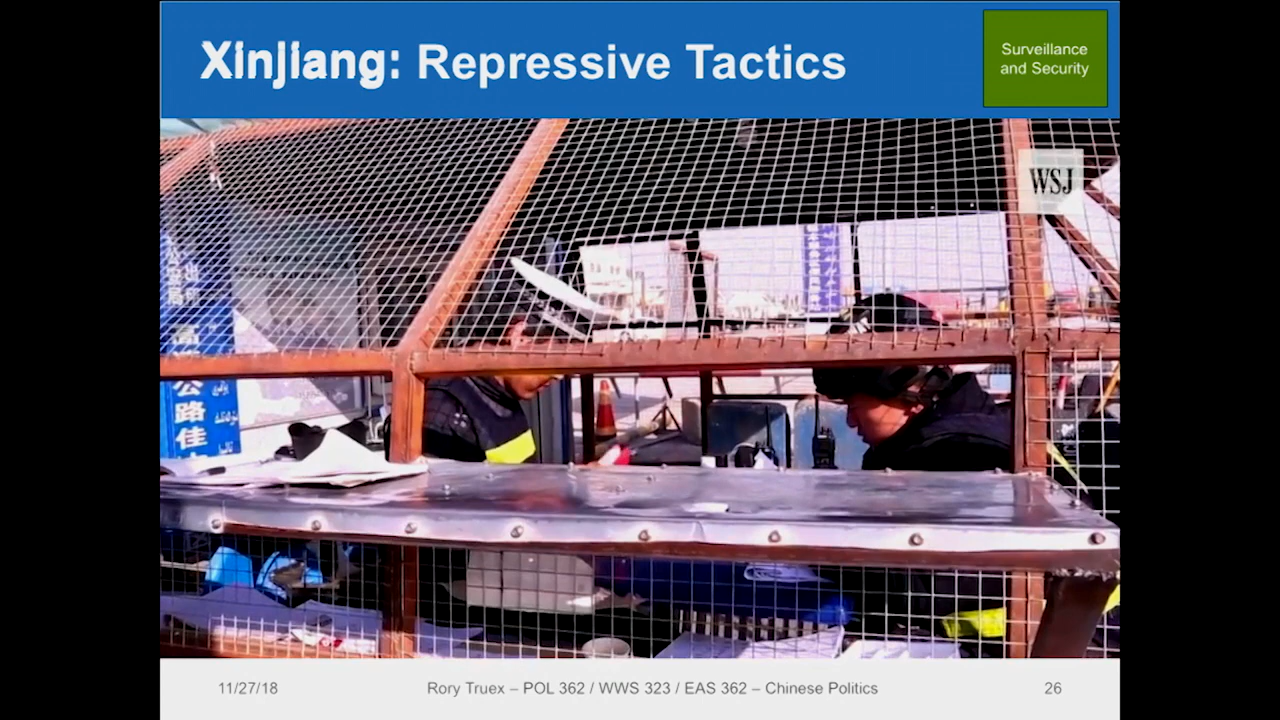 Xinjiang: Repressive Tactics
Surveillance
and Security
WSJ
公路佳
11/27/18
Rory Truex – POL 362 / WWS 323 / EAS 362 – Chinese Politics
26